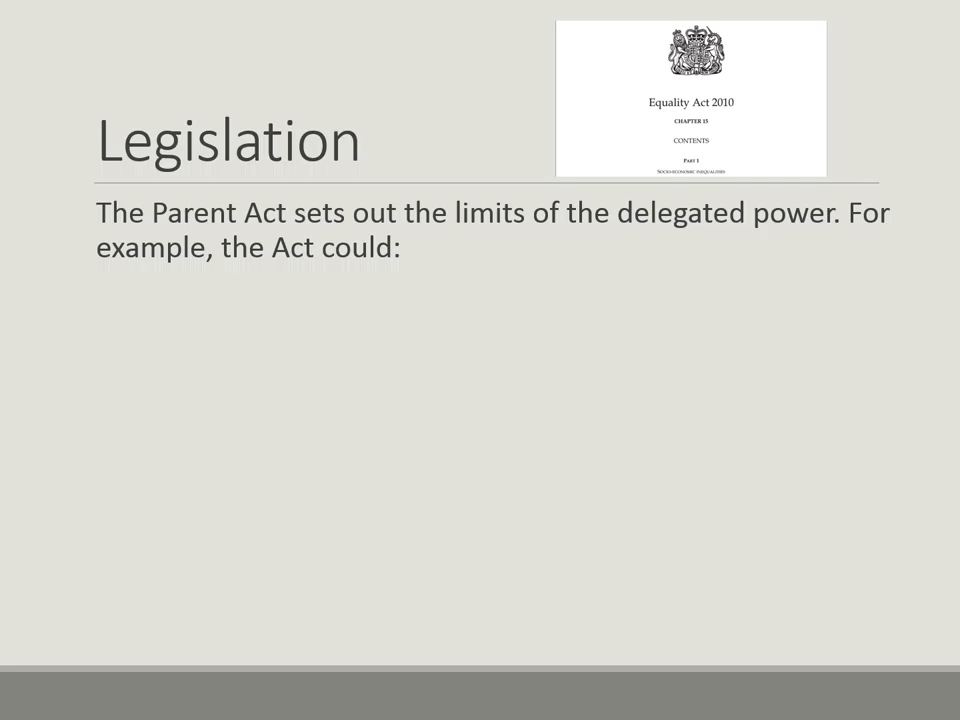 Equality Act 2010
CHAPTER 15
CONTENTS
PART 1
SOCIO-ECONOMIC INEQUALITIES
Legislation
The Parent Act sets out the limits of the delegated power. For
example, the Act could: